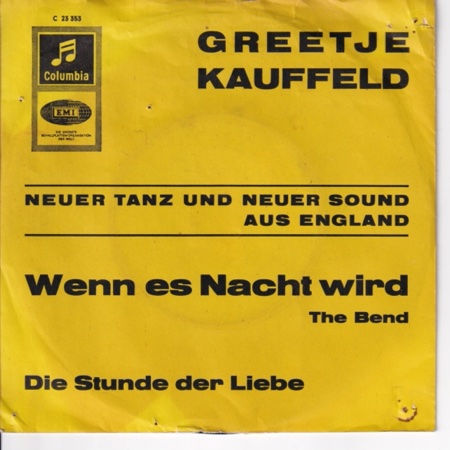 C 23 353
Columbia
EMI
GREETJE
KAUFFELD
NEUER TANZ UND NEUER SOUND
AUS ENGLAND
Wenn es Nacht wird
The Bend
Die Stunde der Liebe